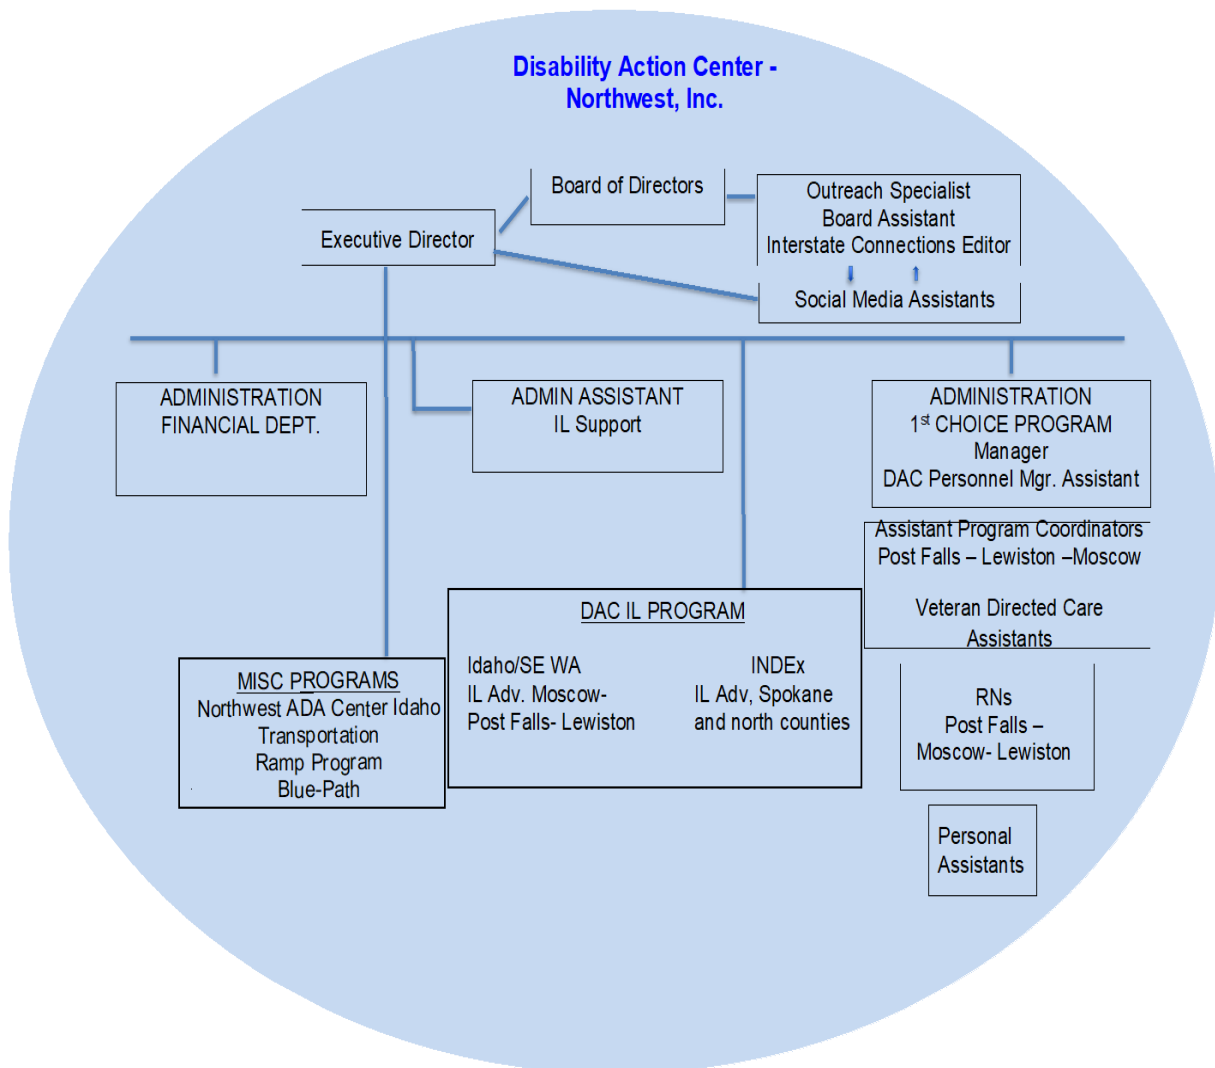 Disability Action Center -
Northwest, Inc.
Board of Directors
Outreach Specialist
Board Assistant
Interstate Connections Editor
Executive Director
Social Media Assistants
ADMINISTRATION
FINANCIAL DEPT.
ADMIN ASSISTANT
IL Support
ADMINISTRATION
1st CHOICE PROGRAM
Manager
DAC Personnel Mgr. Assistant
Assistant Program Coordinators
Post Falls – Lewiston –Moscow
Veteran Directed Care
Assistants
DAC IL PROGRAM
Idaho/SE WA
IL Adv. Moscow-
Post Falls- Lewiston
INDEx
IL Adv, Spokane
and north counties
MISC PROGRAMS
Northwest ADA Center Idaho
Transportation
Ramp Program
Blue-Path
RNs
Post Falls –
Moscow- Lewiston
Personal
Assistants